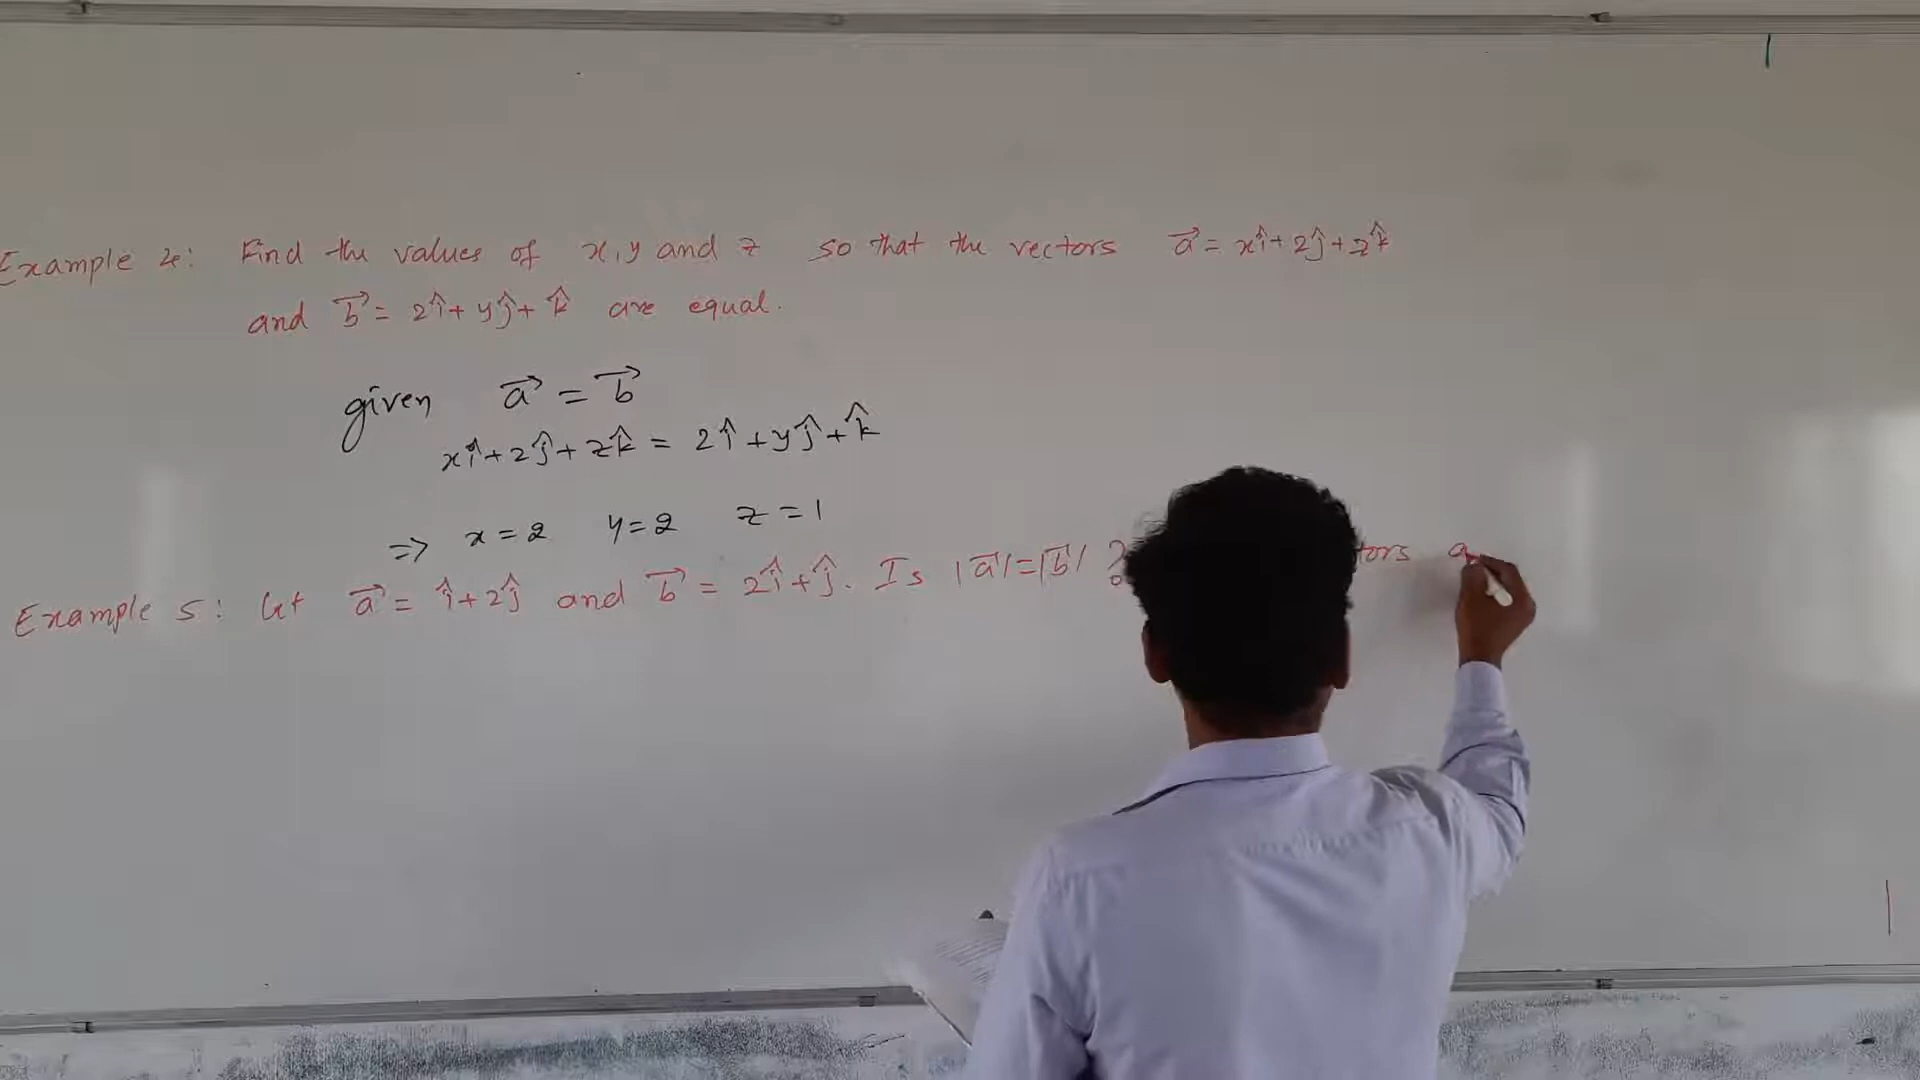 Example 4: Find the values of x, y and z so that the vectors a⃗ = xî + 2ĵ + zk̂
and b⃗ = 2î + yĵ + k̂ are equal.
given a⃗ = b⃗
xî + 2ĵ + zk̂ = 2î + yĵ + k̂
=> x = 2 y = 2 z = 1
Example 5: Let a⃗ = î + 2ĵ and b⃗ = 2î + ĵ. Is |a⃗| = |b⃗| ? tors a